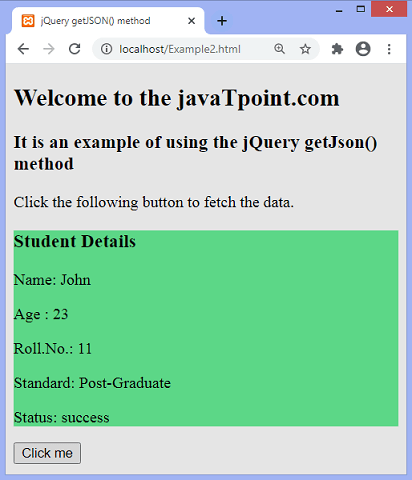 jQuery getJSON() method
localhost/Example2.html
Welcome to the javaTpoint.com
It is an example of using the jQuery getJson()
method
Click the following button to fetch the data.
Student Details
Name: John
Age : 23
Roll.No.: 11
Standard: Post-Graduate
Status: success
Click me